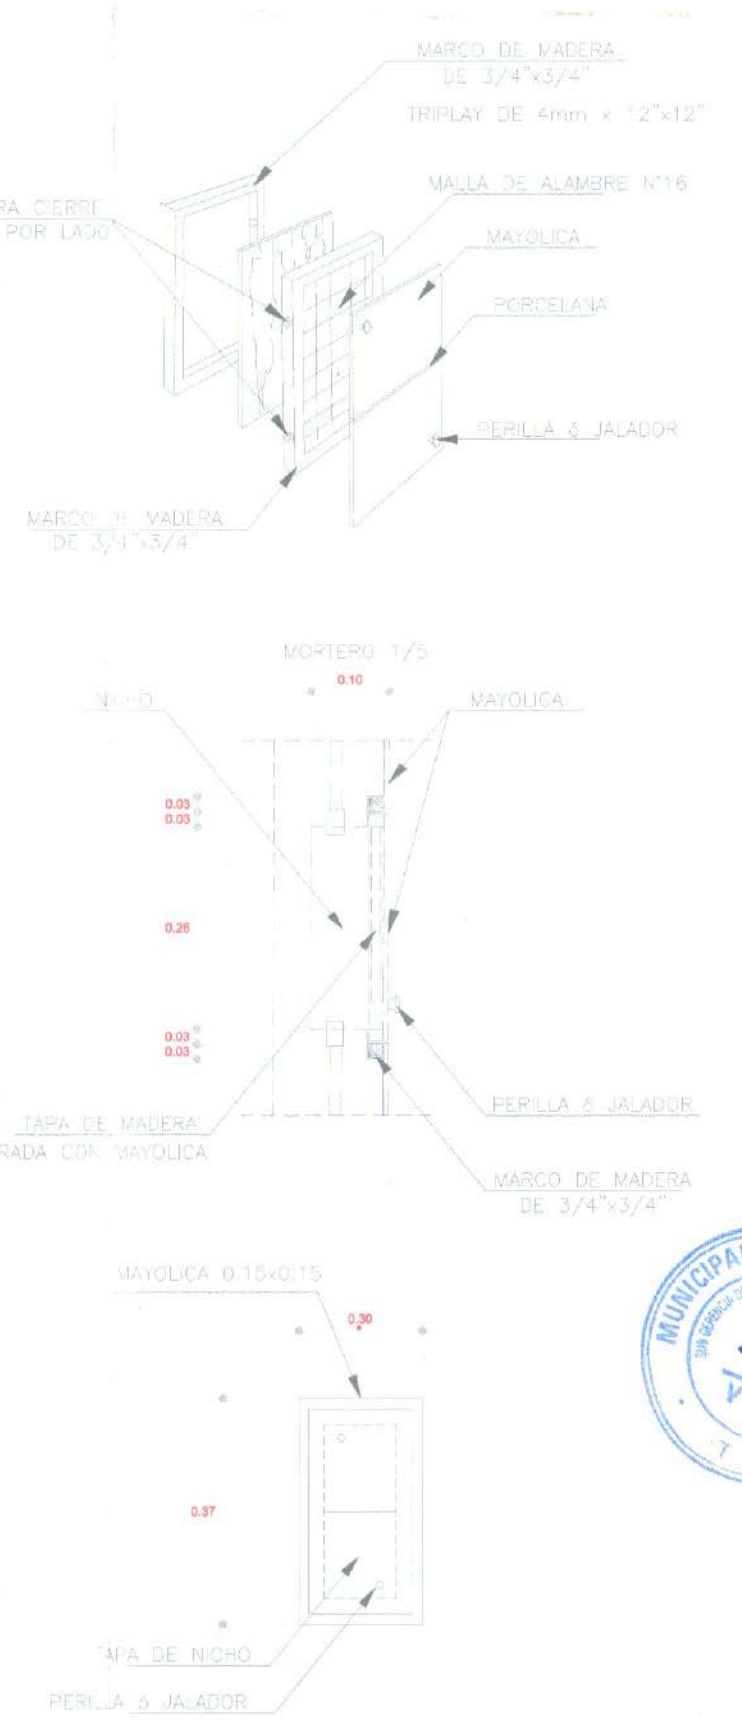 MARCO DE MADERA
DE 3/4"x3/4"
TRIPLAY DE 4mm x 12"x12"
MALLA DE ALAMBRE N°16
RA CIERRE
POR LADO
MAYOLICA
PORCELANA
PERILLA ó JALADOR
MARCO DE MADERA
DE 3/4"x3/4"
MORTERO 1/5
0.10
NICHO
MAYOLICA
0.03
0.03
0.26
0.03
0.03
PERILLA ó JALADOR
TAPA DE MADERA
RADA CON MAYOLICA
MARCO DE MADERA
DE 3/4"x3/4"
MAYOLICA 0.15x0.15
0.30
MUNICIPA
SUB GERENCIA
0.37
TAPA DE NICHO
PERILLA ó JALADOR